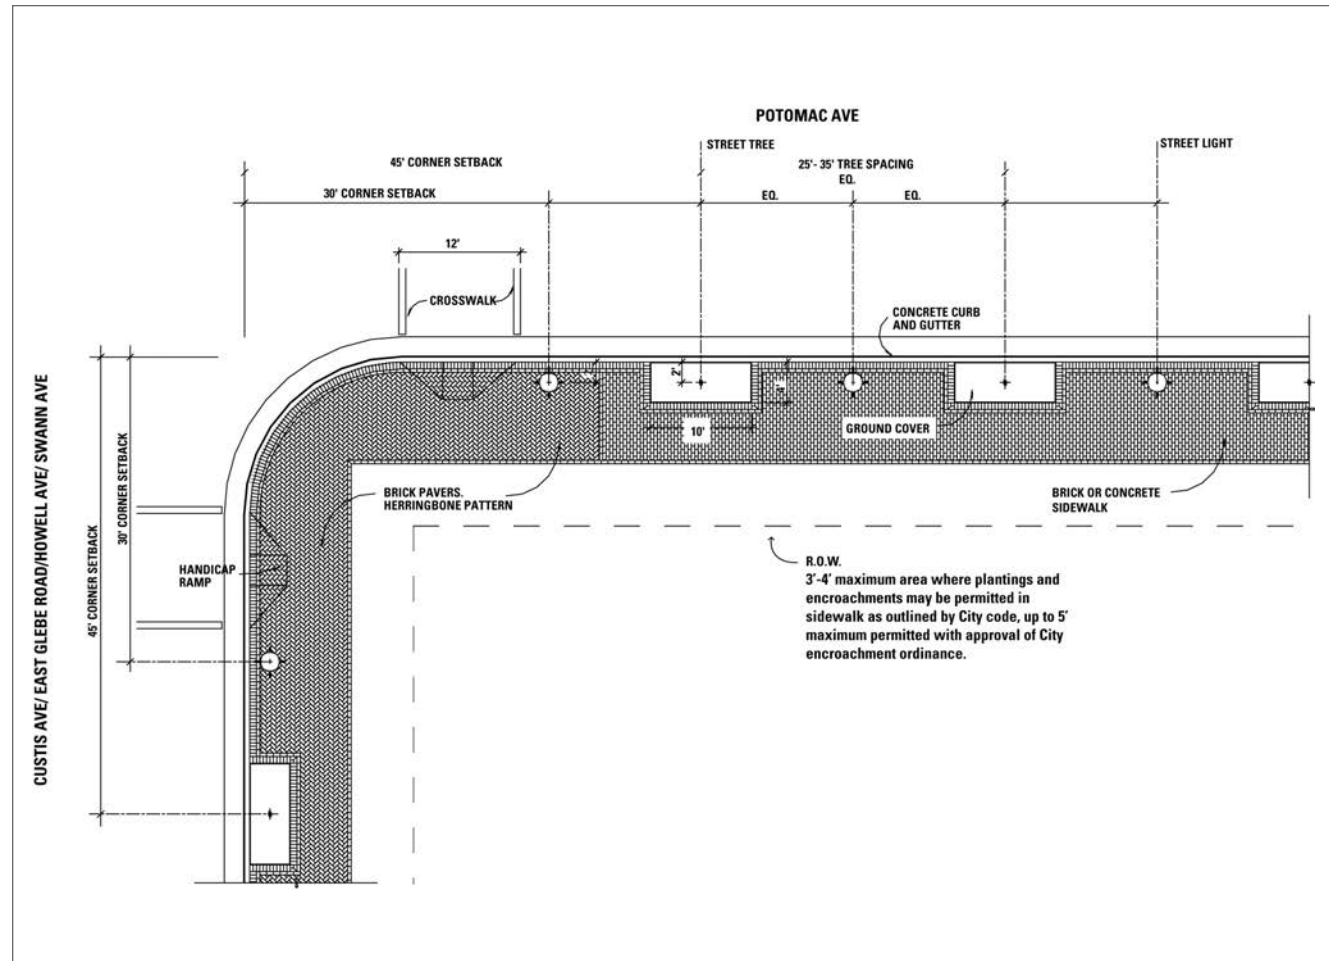 POTOMAC AVE
STREET TREE
STREET LIGHT
45' CORNER SETBACK
25'- 35' TREE SPACING
EQ.
30' CORNER SETBACK
EQ.
EQ.
12'
CROSSWALK
CONCRETE CURB
AND GUTTER
2'
2'
4'
10'
GROUND COVER
BRICK PAVERS.
HERRINGBONE PATTERN
BRICK OR CONCRETE
SIDEWALK
HANDICAP
RAMP
30' CORNER SETBACK
45' CORNER SETBACK
CUSTIS AVE/ EAST GLEBE ROAD/HOWELL AVE/ SWANN AVE
R.O.W.
3'-4' maximum area where plantings and
encroachments may be permitted in
sidewalk as outlined by City code, up to 5'
maximum permitted with approval of City
encroachment ordinance.